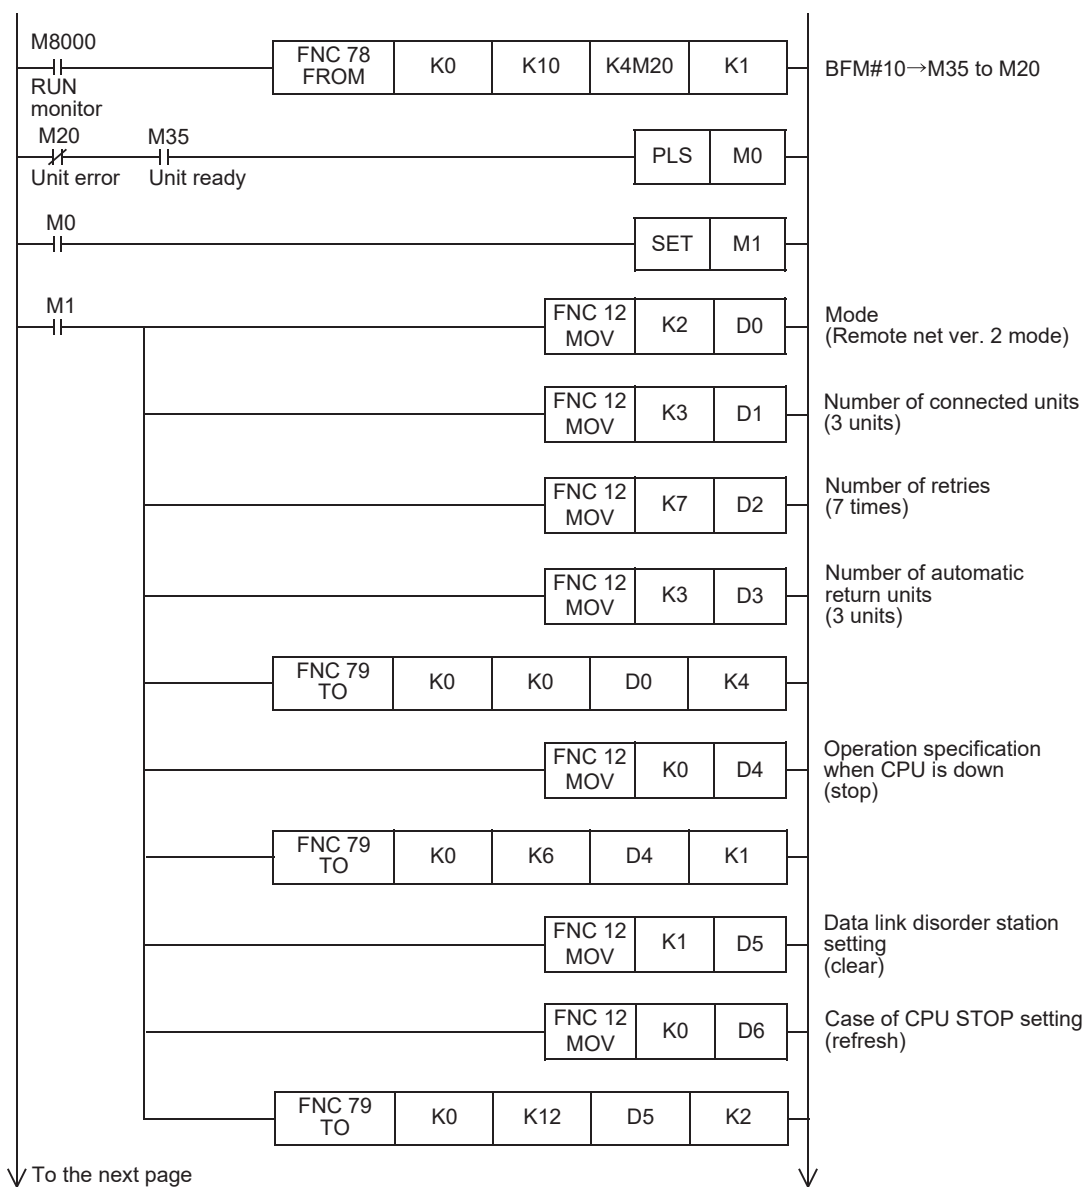 M8000
RUN
monitor
FNC 78
FROM
K0
K10
K4M20
K1
BFM#10→M35 to M20
M20
Unit error
M35
Unit ready
PLS
M0
M0
SET
M1
M1
FNC 12
MOV
K2
D0
Mode
(Remote net ver. 2 mode)
FNC 12
MOV
K3
D1
Number of connected units
(3 units)
FNC 12
MOV
K7
D2
Number of retries
(7 times)
FNC 12
MOV
K3
D3
Number of automatic
return units
(3 units)
FNC 79
TO
K0
K0
D0
K4
FNC 12
MOV
K0
D4
Operation specification
when CPU is down
(stop)
FNC 79
TO
K0
K6
D4
K1
FNC 12
MOV
K1
D5
Data link disorder station
setting
(clear)
FNC 12
MOV
K0
D6
Case of CPU STOP setting
(refresh)
FNC 79
TO
K0
K12
D5
K2
To the next page